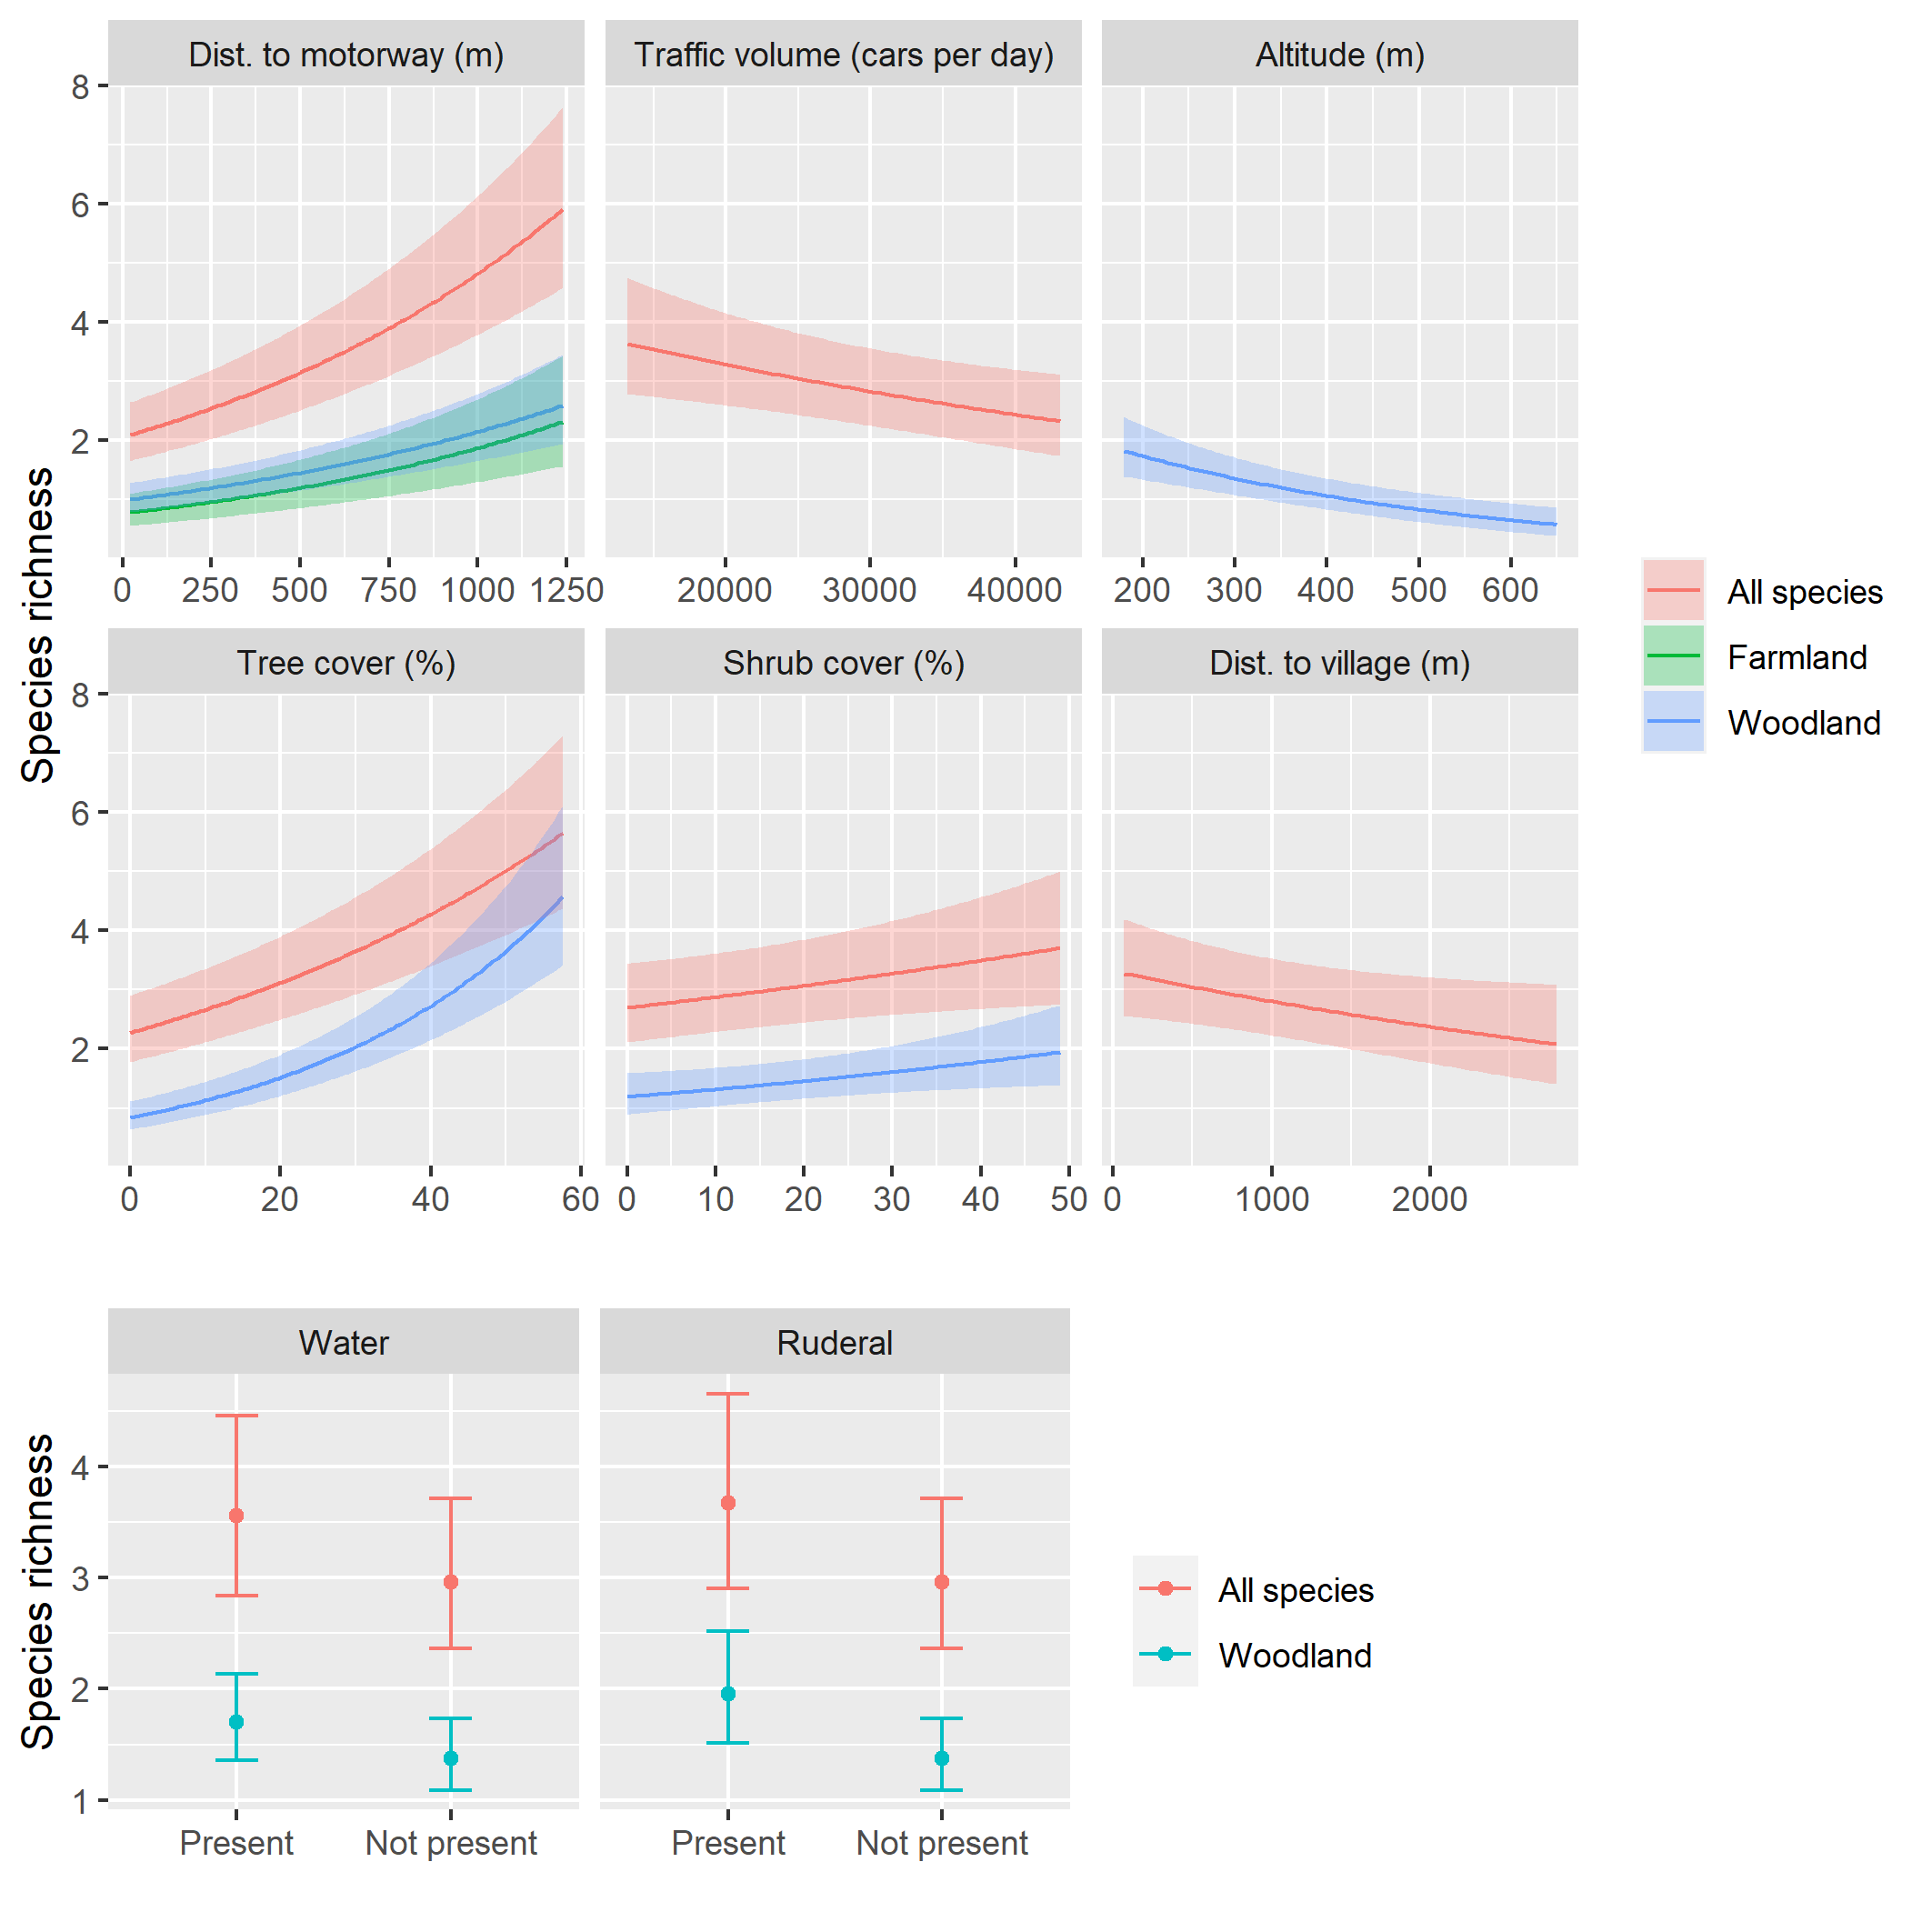 Dist. to motorway (m)
Traffic volume (cars per day)
Altitude (m)
8
6
4
2
0 250 500 750 1000 1250
20000 30000 40000
200 300 400 500 600
Species richness
All species
Farmland
Woodland
Tree cover (%)
Shrub cover (%)
Dist. to village (m)
8
6
4
2
0 20 40 60
0 10 20 30 40 50
0 1000 2000
Water
Ruderal
4
3
2
1
Species richness
Present Not present
Present Not present
All species
Woodland